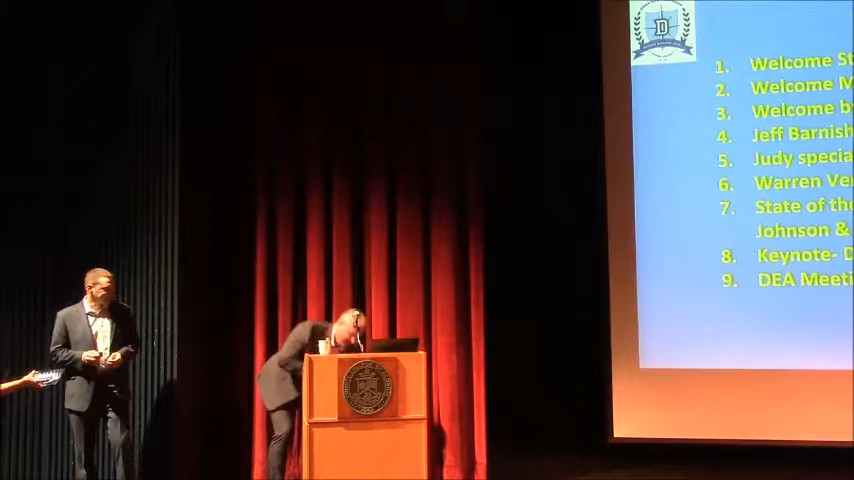 D
1. Welcome St
2. Welcome M
3. Welcome by
4. Jeff Barnish
5. Judy specia
6. Warren Ver
7. State of the
Johnson &
8. Keynote- D
9. DEA Meeti